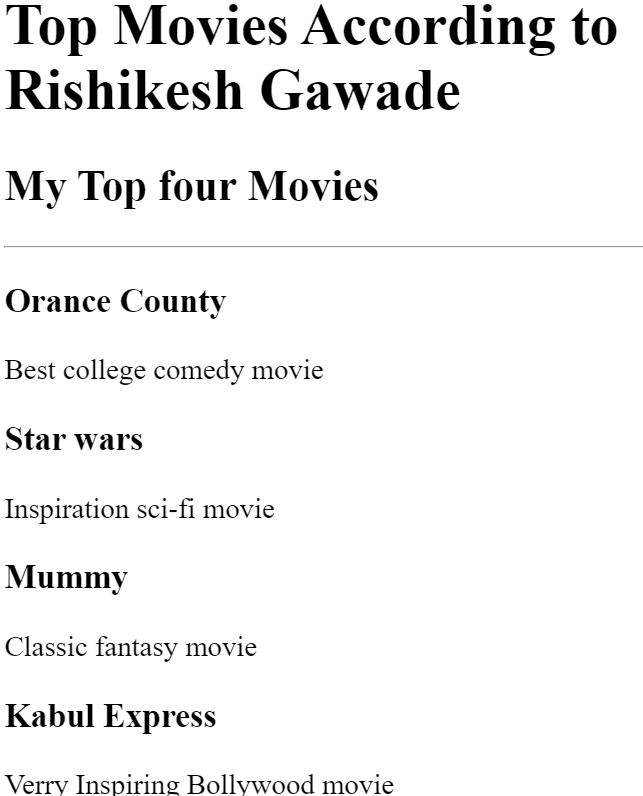 Top Movies According to
Rishikesh Gawade
My Top four Movies
Orance County
Best college comedy movie
Star wars
Inspiration sci-fi movie
Mummy
Classic fantasy movie
Kabul Express
Verry Inspiring Bollywood movie